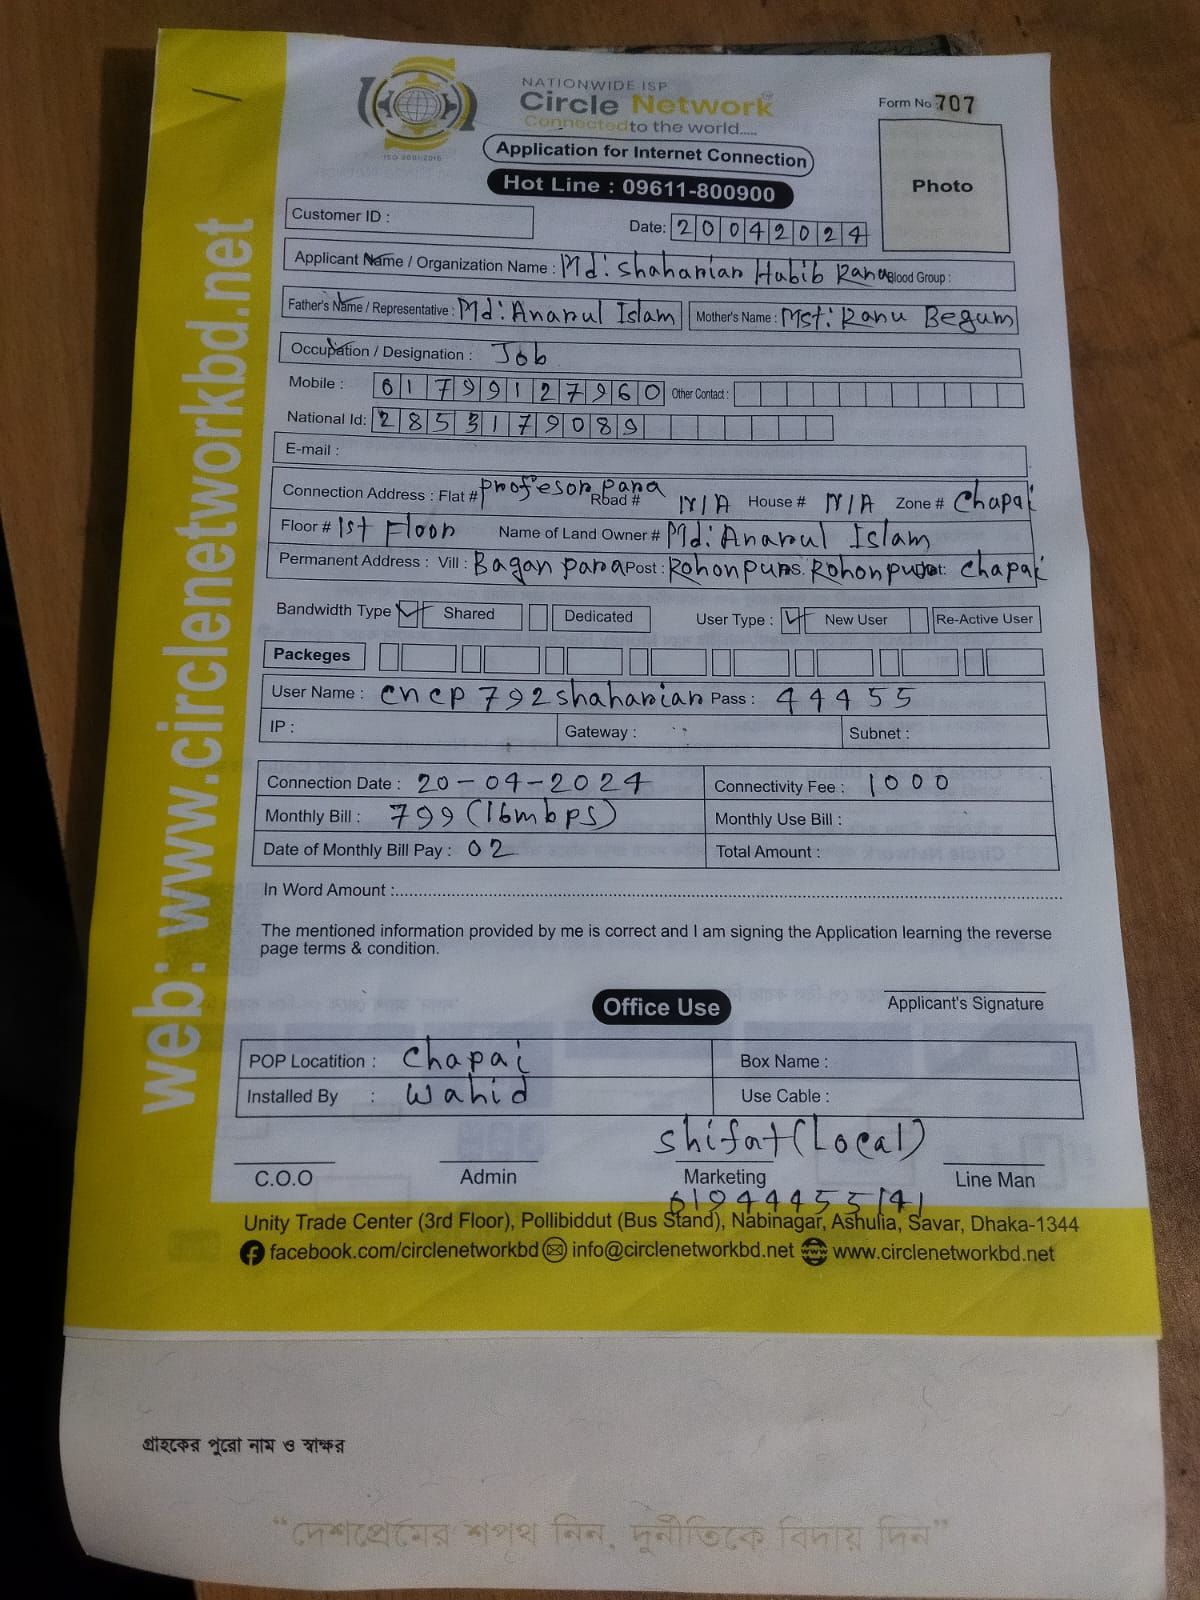 NATIONWIDE ISP
Circle Network™
Connected to the world.....
ISO 9001:2015
Form No 707
Application for Internet Connection
Hot Line : 09611-800900
Photo
Customer ID :
Date: 20042024
Applicant Name / Organization Name : Md: Shaharian Habib Rana Blood Group :
Father's Name / Representative : Md: Anarul Islam Mother's Name : Mst: Ranu Begum
Occupation / Designation : Job
Mobile : 01799127960 Other Contact :
National Id: 2853179089
E-mail :
Connection Address : Flat # profesor para Road # N/A House # N/A Zone # Chapai
Floor # 1st Floor Name of Land Owner # Md: Anarul Islam
Permanent Address : Vill : Bagan para Post : Rohonpur P.S: Rohonpur Dist: Chapai
Bandwidth Type Shared Dedicated User Type : New User Re-Active User
Packeges
User Name : cncp792shaharian Pass : 44455
IP : Gateway : Subnet :
Connection Date : 20-04-2024 Connectivity Fee : 1000
Monthly Bill : 799 (16mbps) Monthly Use Bill :
Date of Monthly Bill Pay : 02 Total Amount :
In Word Amount :
The mentioned information provided by me is correct and I am signing the Application learning the reverse
page terms & condition.
Office Use
Applicant's Signature
POP Locatition : Chapai Box Name :
Installed By : Wahid Use Cable :
Shifat (Local)
C.O.O Admin Marketing Line Man
01944455141
Unity Trade Center (3rd Floor), Pollibiddut (Bus Stand), Nabinagar, Ashulia, Savar, Dhaka-1344
facebook.com/circlenetworkbd info@circlenetworkbd.net www.circlenetworkbd.net
web: www.circlenetworkbd.net
গ্রাহকের পুরো নাম ও স্বাক্ষর
“দেশপ্রেমের শপথ নিন, দুর্নীতিকে বিদায় দিন”